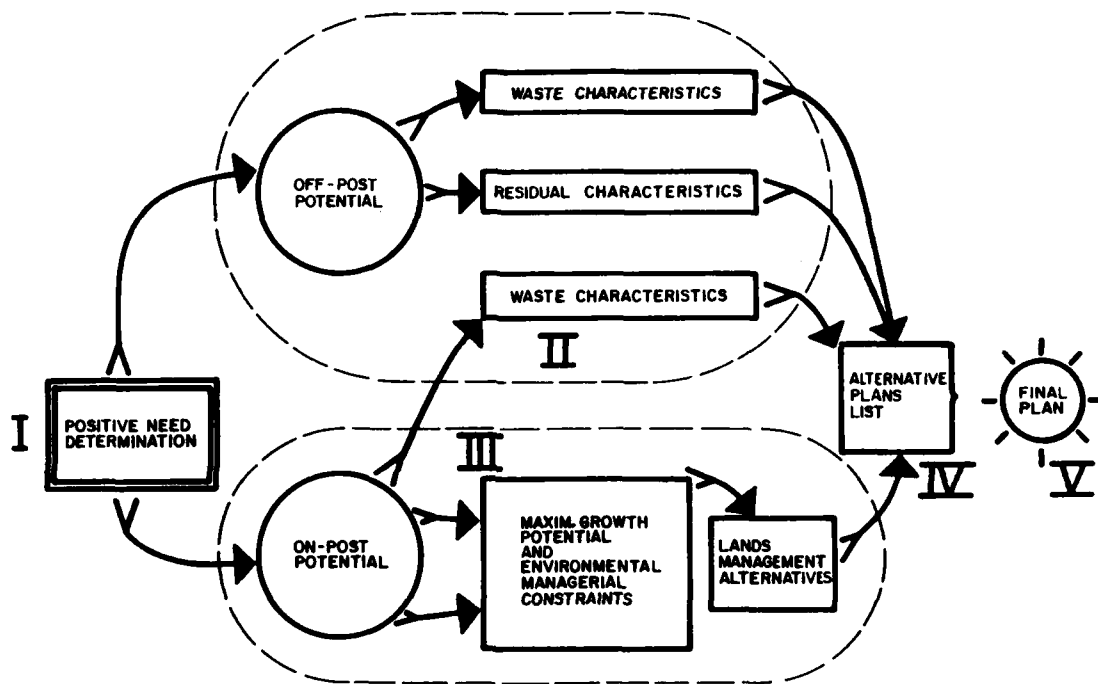 WASTE CHARACTERISTICS
OFF-POST
POTENTIAL
RESIDUAL CHARACTERISTICS
WASTE CHARACTERISTICS
II
I
POSITIVE NEED
DETERMINATION
ALTERNATIVE
PLANS
LIST
FINAL
PLAN
IV
V
III
ON-POST
POTENTIAL
MAXIM. GROWTH
POTENTIAL
AND
ENVIRONMENTAL
MANAGERIAL
CONSTRAINTS
LANDS
MANAGEMENT
ALTERNATIVES